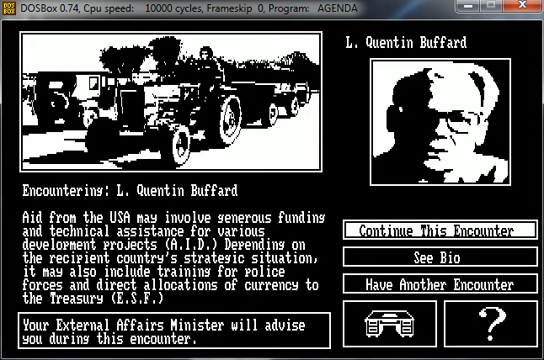 DOSBox 0.74, Cpu speed: 10000 cycles, Frameskip 0, Program: AGENDA
DOS
BOX
L. Quentin Buffard
Encountering: L. Quentin Buffard
Aid from the USA may involve generous funding
and technical assistance for various
development projects (A.I.D.) Depending on
the recipient country's strategic situation,
it may also include training for police
forces and direct allocations of currency to
the Treasury (E.S.F.)
Your External Affairs Minister will advise
you during this encounter.
Continue This Encounter
See Bio
Have Another Encounter
?